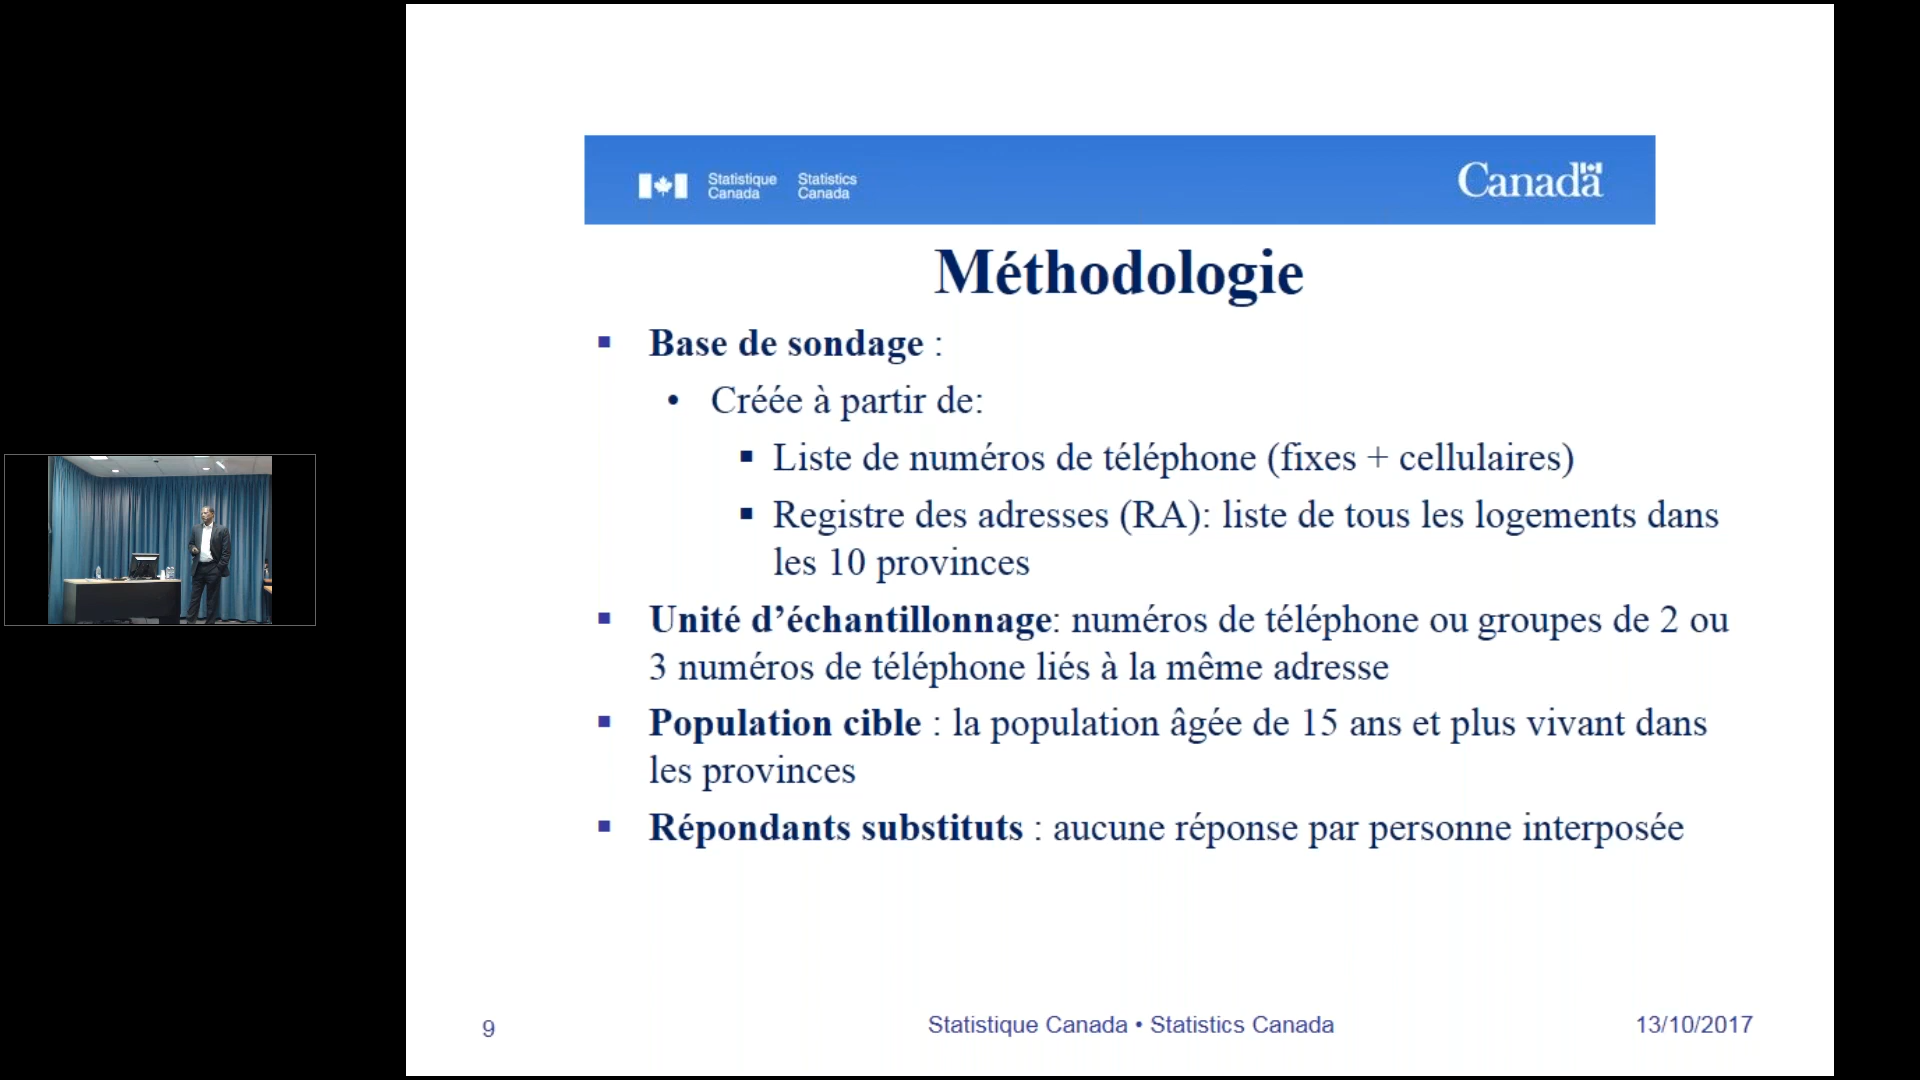 Statistique Canada
Statistics Canada
Canada
Méthodologie
▪ Base de sondage :
• Créée à partir de:
▪ Liste de numéros de téléphone (fixes + cellulaires)
▪ Registre des adresses (RA): liste de tous les logements dans
les 10 provinces
▪ Unité d’échantillonnage: numéros de téléphone ou groupes de 2 ou
3 numéros de téléphone liés à la même adresse
▪ Population cible : la population âgée de 15 ans et plus vivant dans
les provinces
▪ Répondants substituts : aucune réponse par personne interposée
9
Statistique Canada • Statistics Canada
13/10/2017